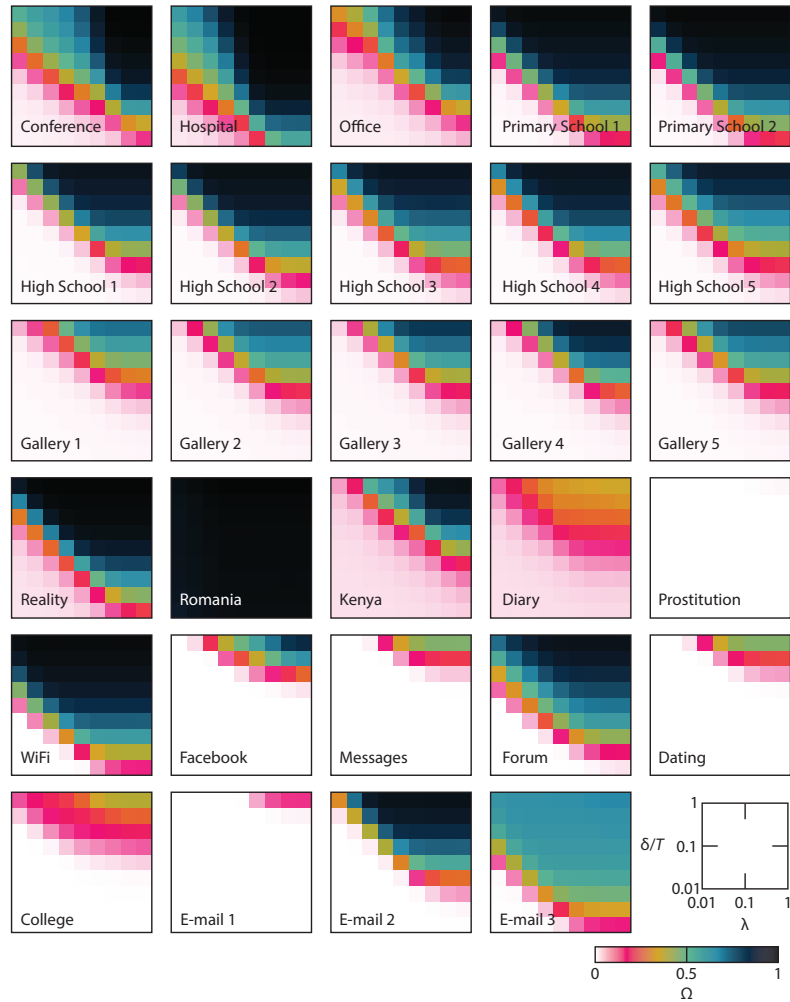 Conference Hospital Office Primary School 1 Primary School 2
High School 1 High School 2 High School 3 High School 4 High School 5
Gallery 1 Gallery 2 Gallery 3 Gallery 4 Gallery 5
Reality Romania Kenya Diary Prostitution
WiFi Facebook Messages Forum Dating
1
δ/T 0.1
0.01
0.01 0.1 1
λ
College E-mail 1 E-mail 2 E-mail 3
0 0.5 1
Ω